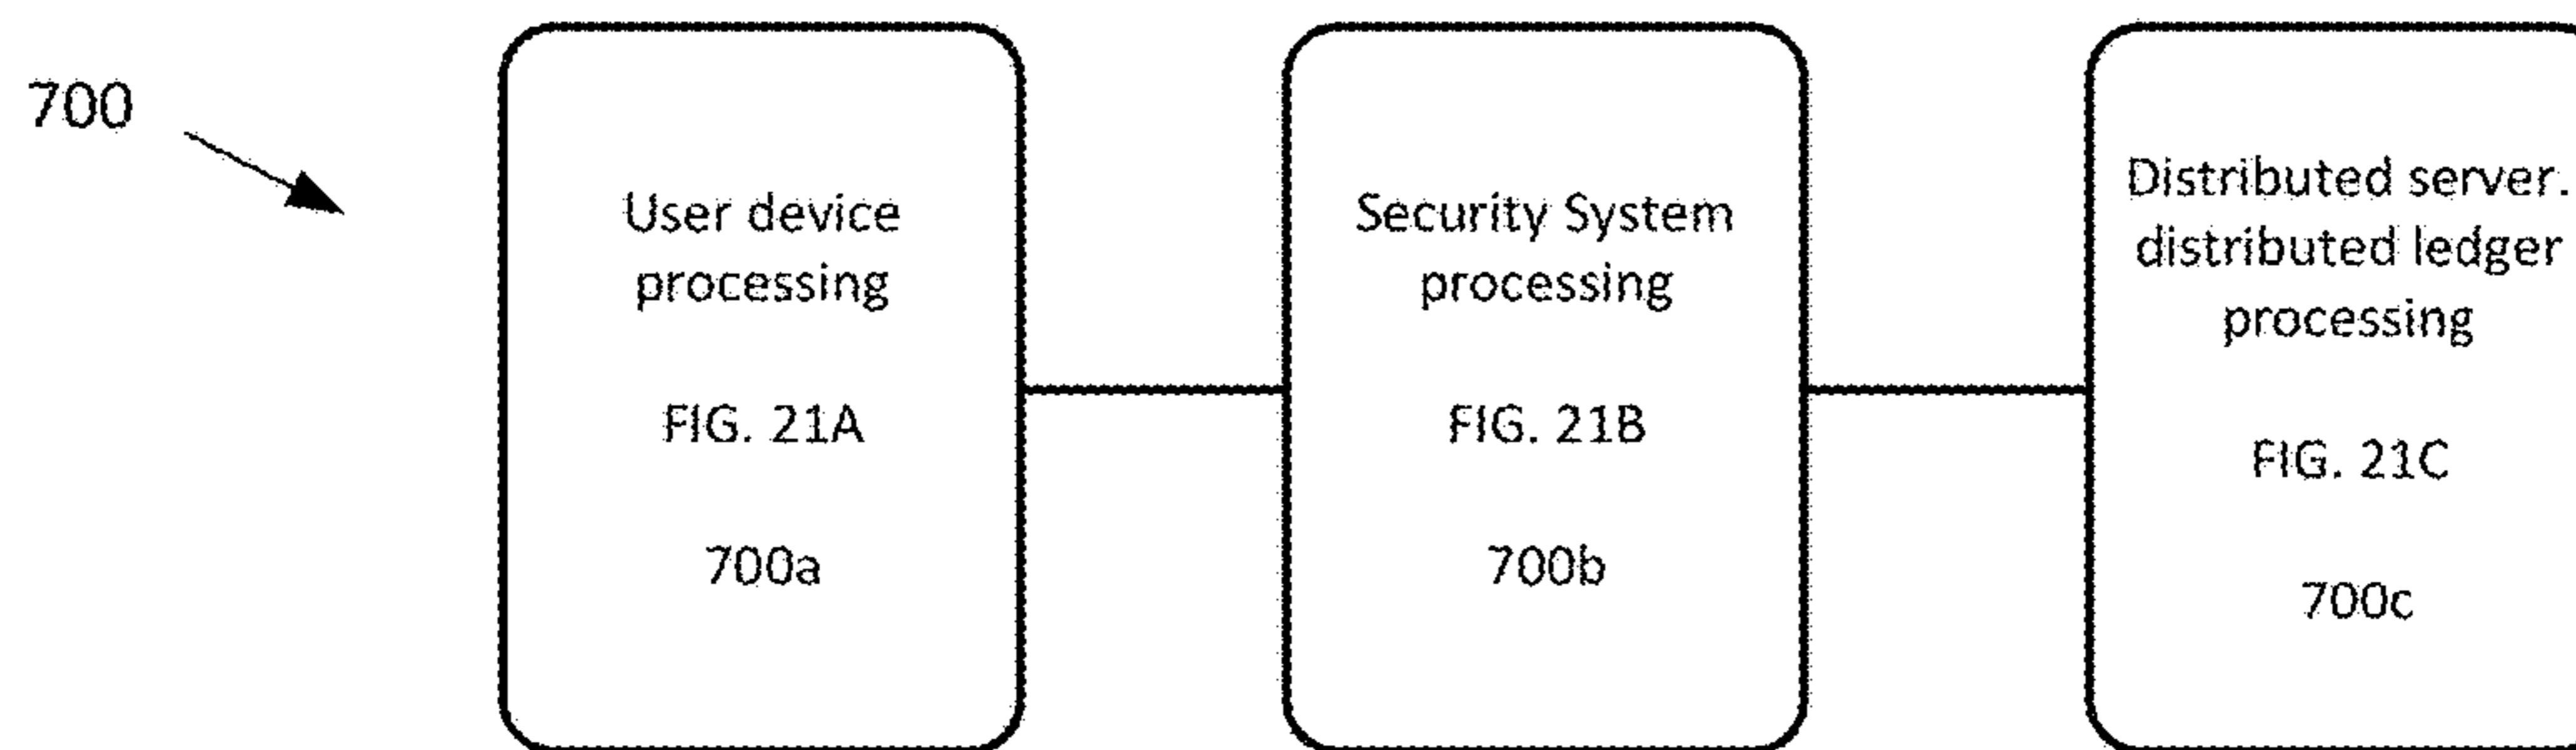 700
User device
processing
FIG. 21A
700a
Security System
processing
FIG. 21B
700b
Distributed server.
distributed ledger
processing
FIG. 21C
700c